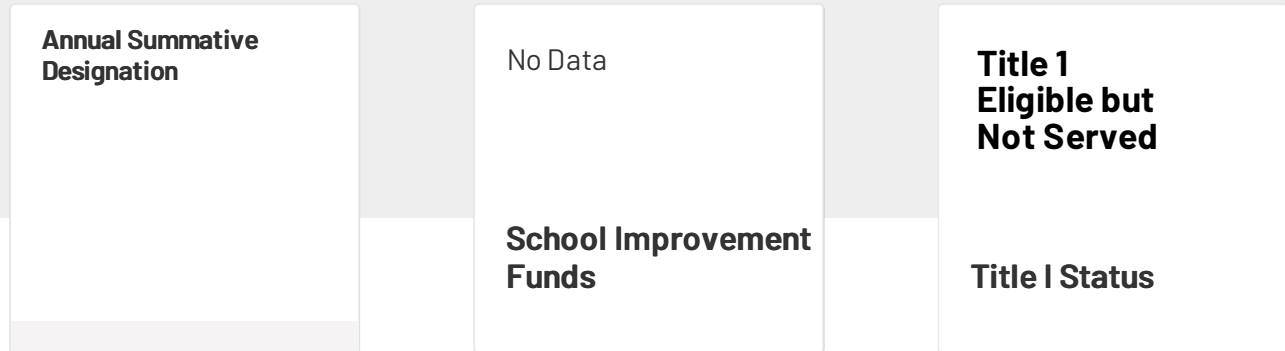 Annual Summative
Designation
No Data
School Improvement
Funds
Title 1
Eligible but
Not Served
Title I Status